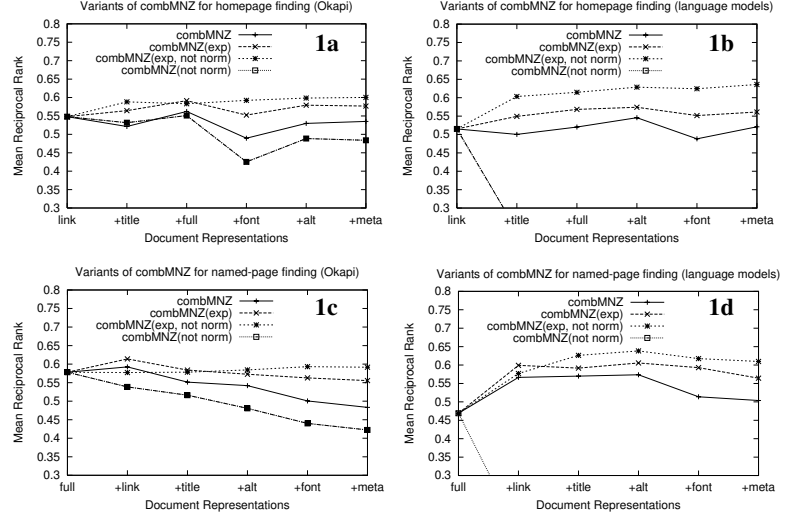 Variants of combMNZ for homepage finding (Okapi)
0.8
0.75
0.7
0.65
0.6
0.55
0.5
0.45
0.4
0.35
0.3
Mean Reciprocal Rank
combMNZ
combMNZ(exp)
combMNZ(exp, not norm)
combMNZ(not norm)
1a
link +title +full +font +alt +meta
Document Representations
Variants of combMNZ for homepage finding (language models)
0.8
0.75
0.7
0.65
0.6
0.55
0.5
0.45
0.4
0.35
0.3
Mean Reciprocal Rank
combMNZ
combMNZ(exp)
combMNZ(exp, not norm)
combMNZ(not norm)
1b
link +title +full +alt +font +meta
Document Representations
Variants of combMNZ for named-page finding (Okapi)
0.8
0.75
0.7
0.65
0.6
0.55
0.5
0.45
0.4
0.35
0.3
Mean Reciprocal Rank
combMNZ
combMNZ(exp)
combMNZ(exp, not norm)
combMNZ(not norm)
1c
full +link +title +alt +font +meta
Document Representations
Variants of combMNZ for named-page finding (language models)
0.8
0.75
0.7
0.65
0.6
0.55
0.5
0.45
0.4
0.35
0.3
Mean Reciprocal Rank
combMNZ
combMNZ(exp)
combMNZ(exp, not norm)
combMNZ(not norm)
1d
full +link +title +alt +font +meta
Document Representations